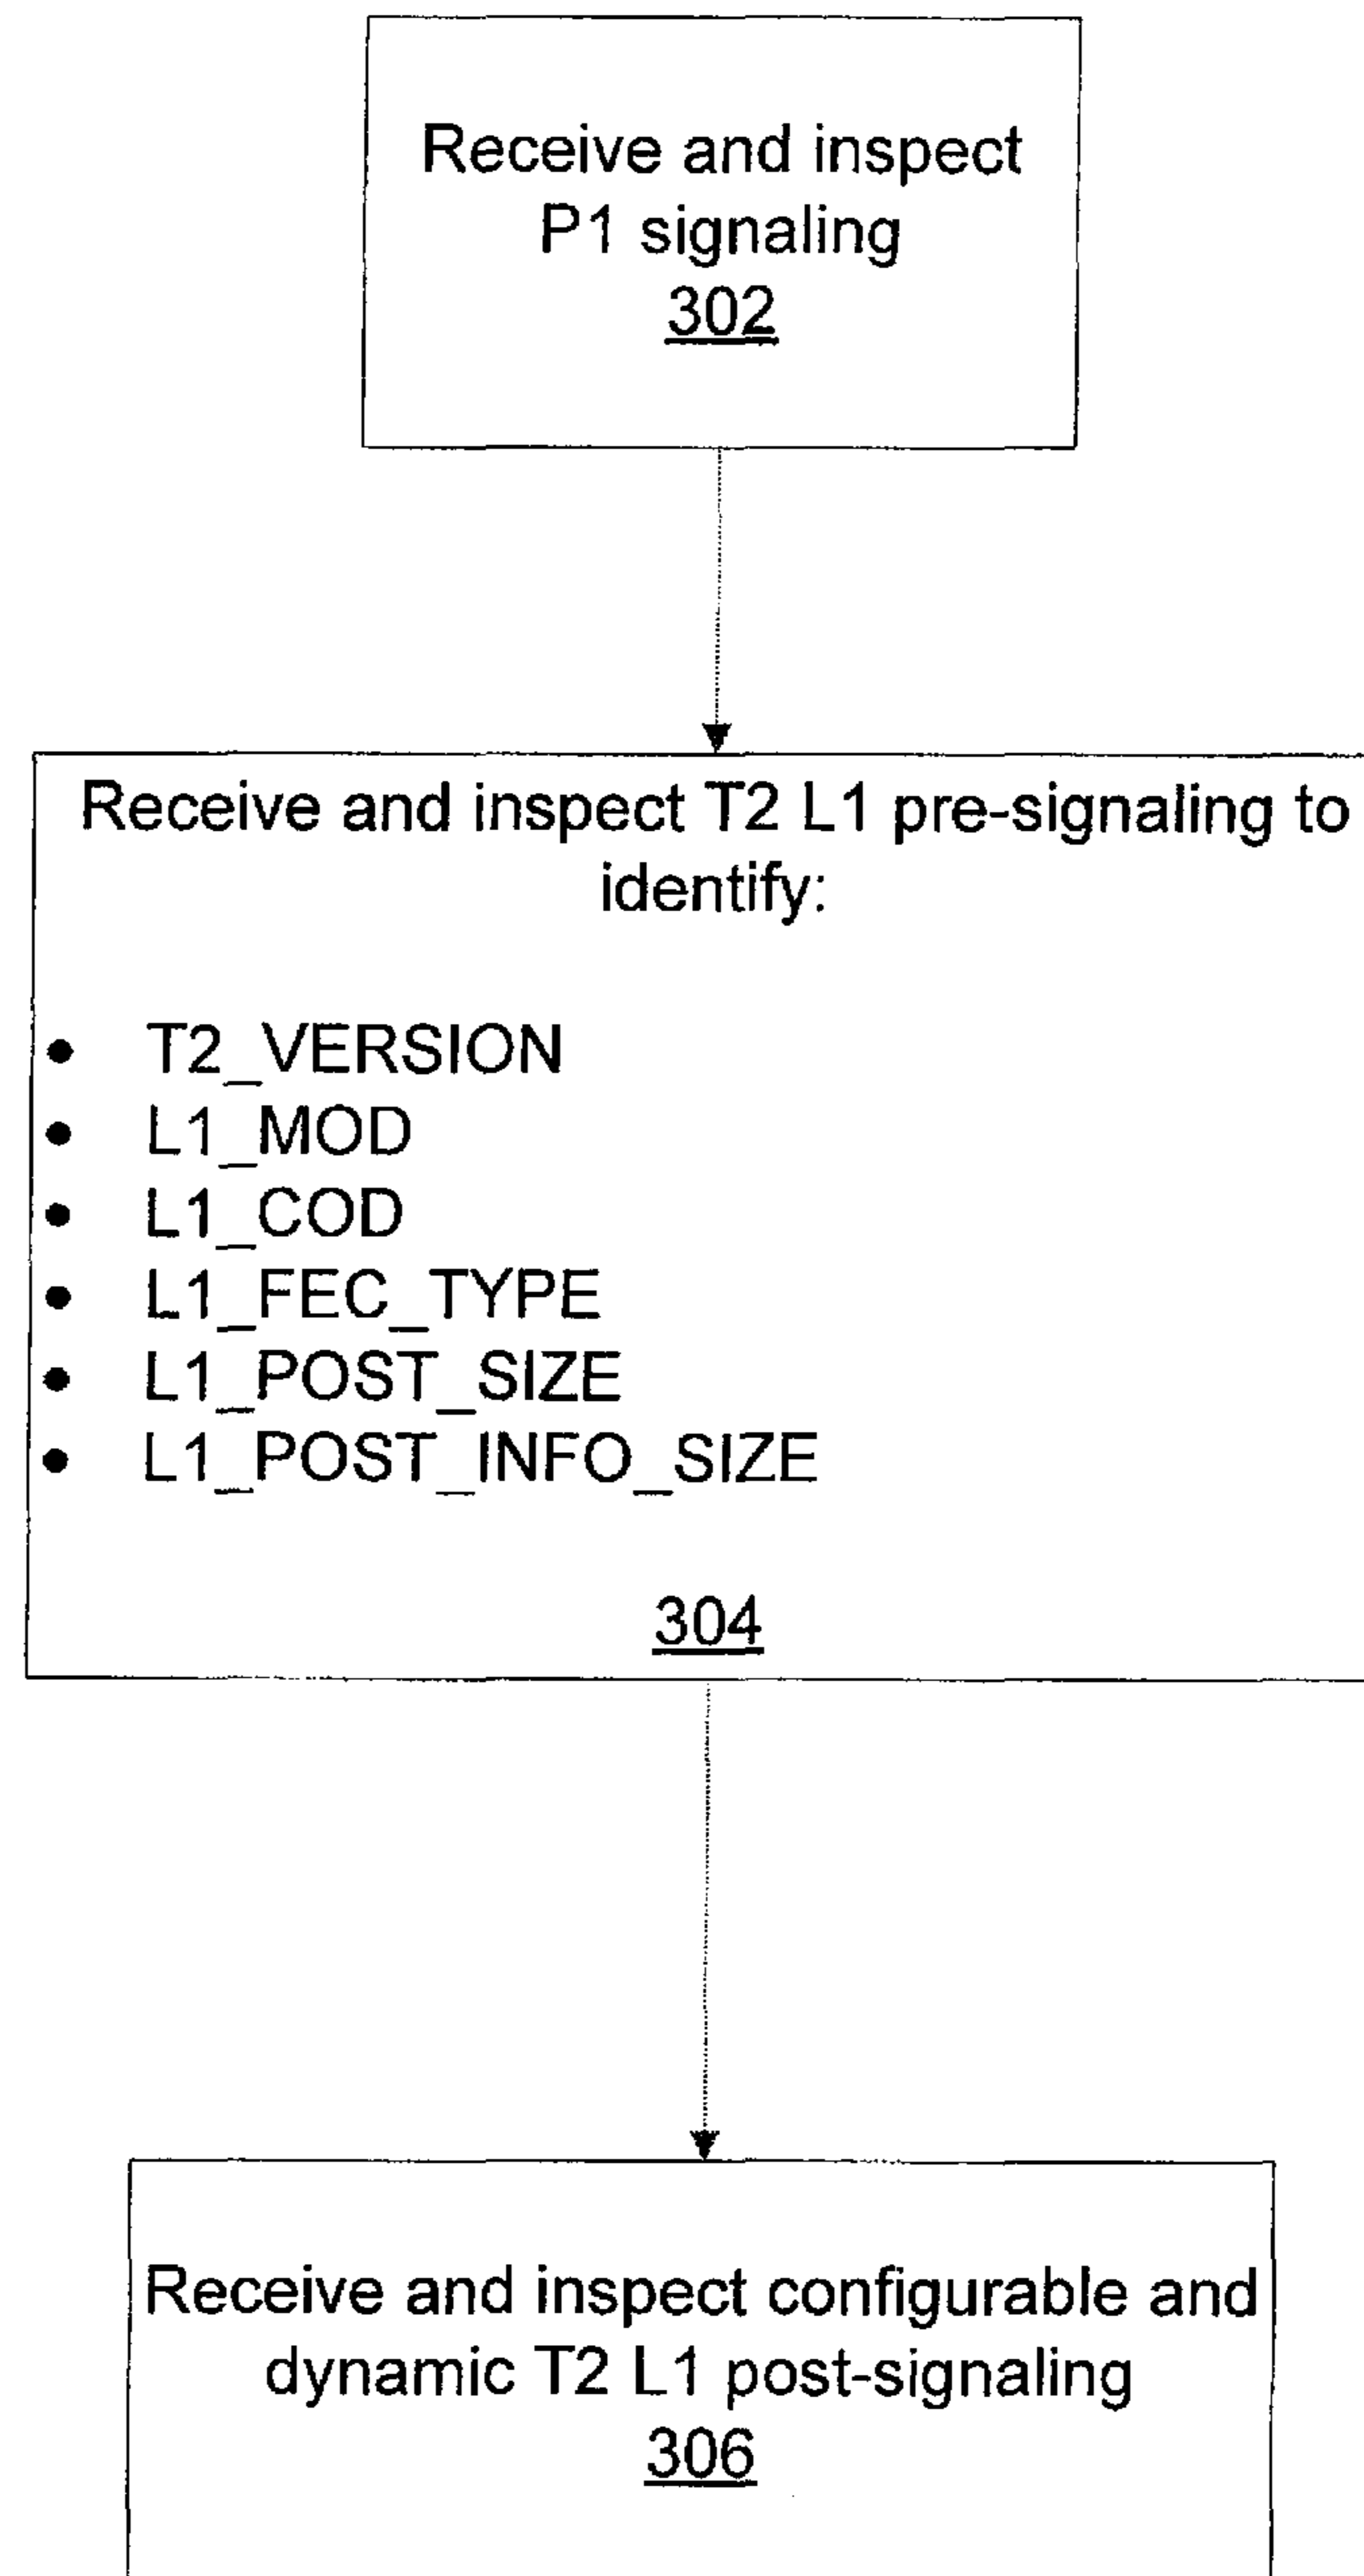 Receive and inspect
P1 signaling
302
Receive and inspect T2 L1 pre-signaling to
identify:
• T2_VERSION
• L1_MOD
• L1_COD
• L1_FEC_TYPE
• L1_POST_SIZE
• L1_POST_INFO_SIZE
304
Receive and inspect configurable and
dynamic T2 L1 post-signaling
306